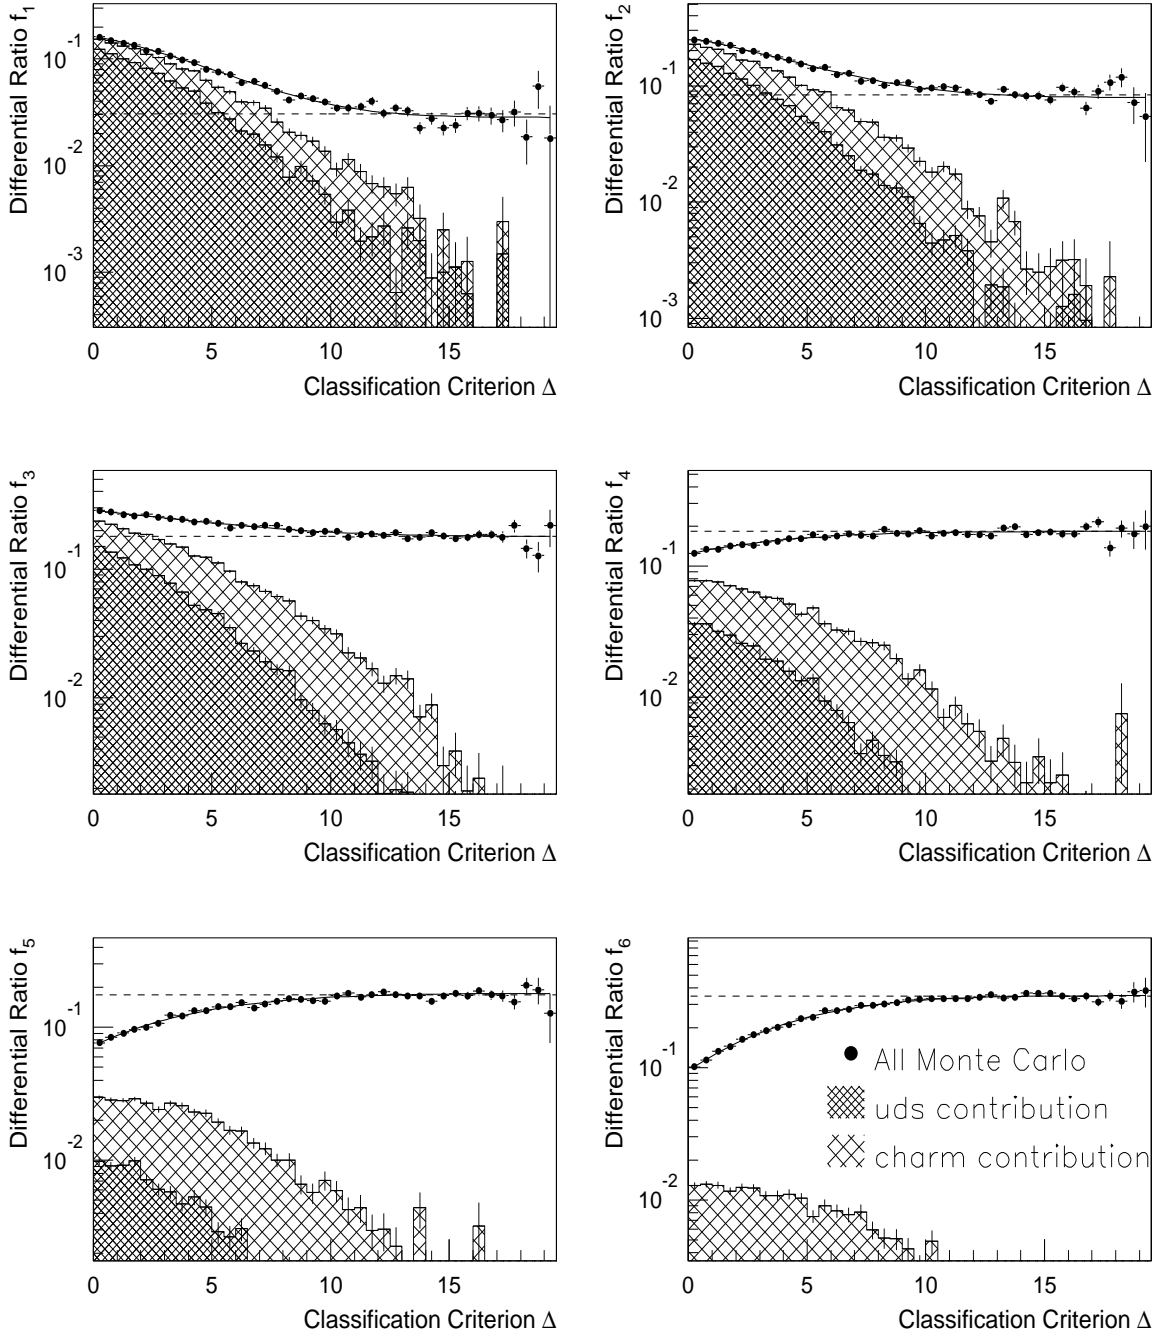 Differential Ratio f1
10-1
10-2
10-3
0 5 10 15
Classification Criterion Δ
Differential Ratio f2
10-1
10-2
10-3
0 5 10 15
Classification Criterion Δ
Differential Ratio f3
10-1
10-2
0 5 10 15
Classification Criterion Δ
Differential Ratio f4
10-1
10-2
0 5 10 15
Classification Criterion Δ
Differential Ratio f5
10-1
10-2
0 5 10 15
Classification Criterion Δ
Differential Ratio f6
10-1
10-2
All Monte Carlo
uds contribution
charm contribution
0 5 10 15
Classification Criterion Δ